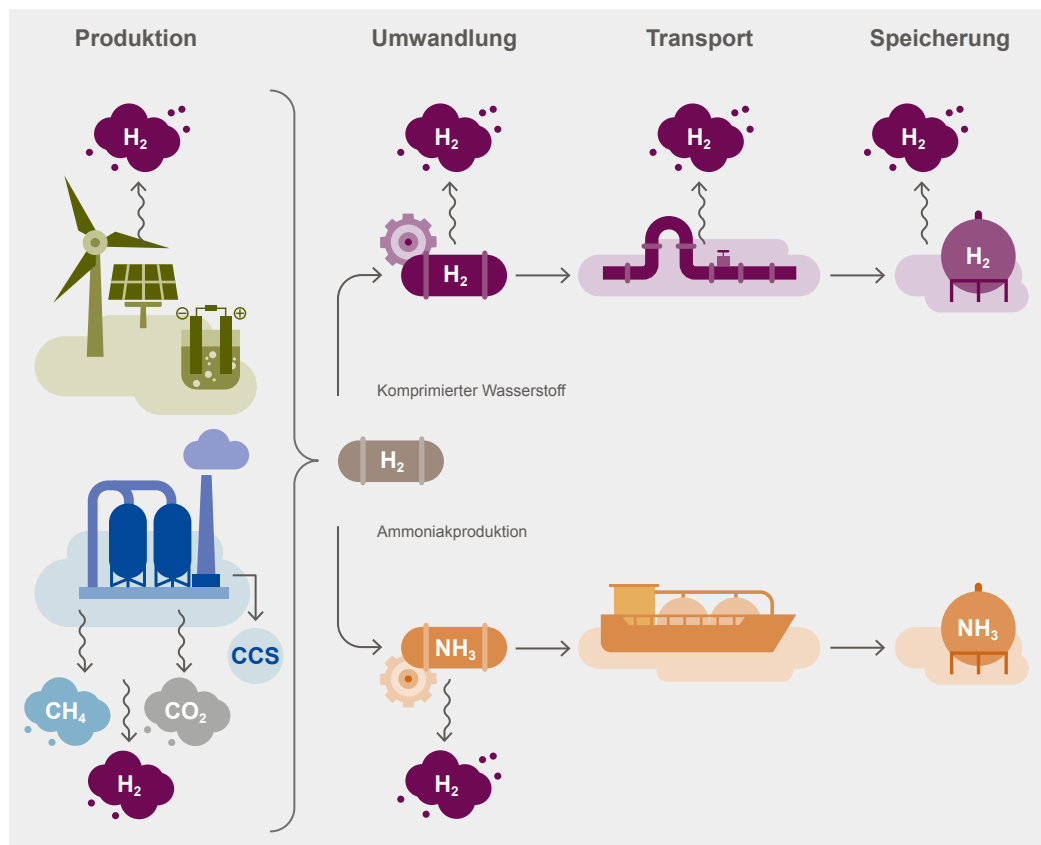 Produktion
Umwandlung
Transport
Speicherung
H₂
H₂
H₂
H₂
H₂
H₂
⊖ ⊕
Komprimierter Wasserstoff
H₂
Ammoniakproduktion
NH₃
NH₃
CCS
CH₄
CO₂
H₂
H₂